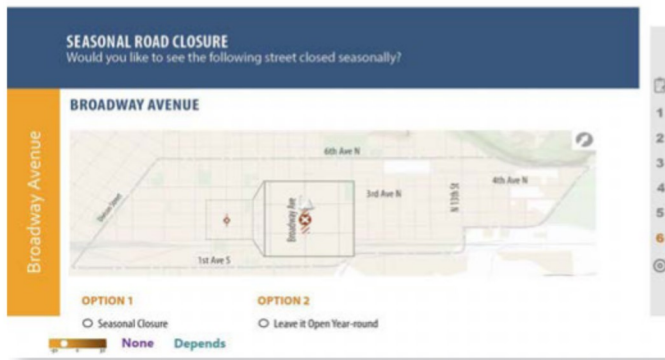 SEASONAL ROAD CLOSURE
Would you like to see the following street closed seasonally?
BROADWAY AVENUE
Broadway Avenue
6th Ave N
4th Ave N
3rd Ave N
N 13th St
Broadway Ave
1st Ave S
OPTION 1
OPTION 2
Seasonal Closure
Leave it Open Year-round
None
Depends
1
2
3
4
5
6